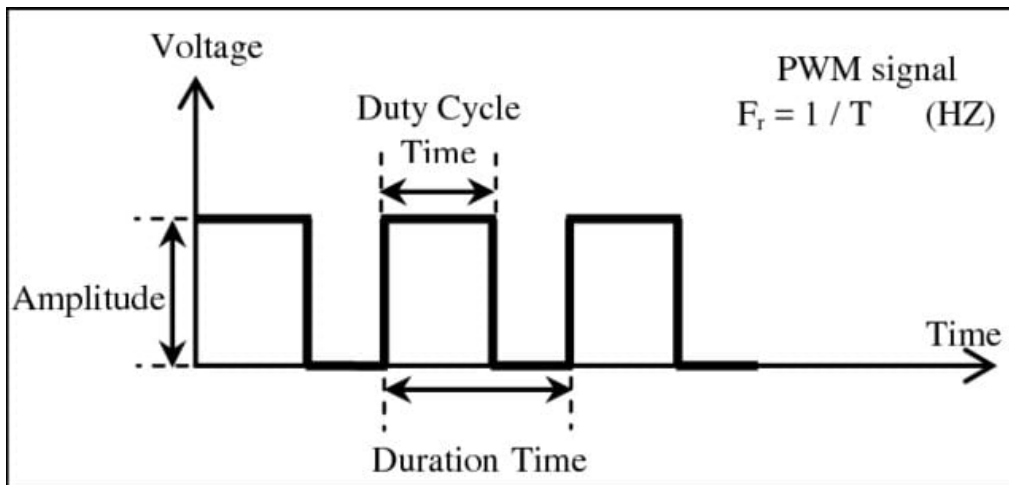 Voltage
PWM signal
Fᵣ = 1 / T (HZ)
Duty Cycle
Time
Amplitude
Time
Duration Time